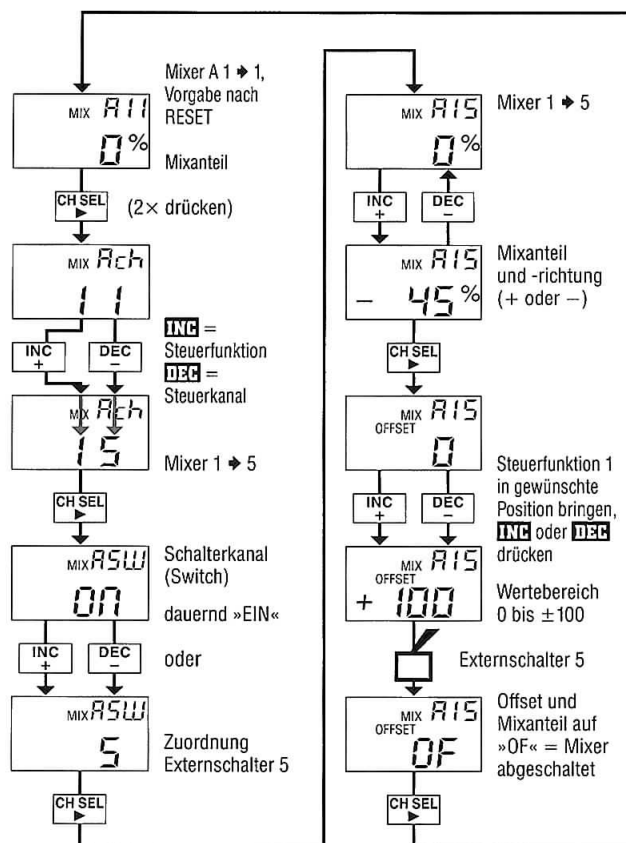 MIX A11
0%
Mixer A 1 ➧ 1,
Vorgabe nach
RESET
Mixanteil
CH SEL
▶
(2× drücken)
MIX Ach
1 1
INC
+
DEC
−
INC =
Steuerfunktion
DEC =
Steuerkanal
MIX Ach
1 5
Mixer 1 ➧ 5
CH SEL
▶
MIX ASW
ON
Schalterkanal
(Switch)
dauernd »EIN«
INC
+
DEC
−
oder
MIX ASW
5
Zuordnung
Externschalter 5
CH SEL
▶
MIX A15
0%
Mixer 1 ➧ 5
INC
+
DEC
−
MIX A15
− 45%
Mixanteil
und -richtung
(+ oder −)
CH SEL
▶
MIX A15
OFFSET
0
INC
+
DEC
−
Steuerfunktion 1
in gewünschte
Position bringen,
INC oder DEC
drücken
MIX A15
OFFSET
+ 100
Wertebereich
0 bis ±100
Externschalter 5
MIX A15
OFFSET
OF
Offset und
Mixanteil auf
»OF« = Mixer
abgeschaltet
CH SEL
▶